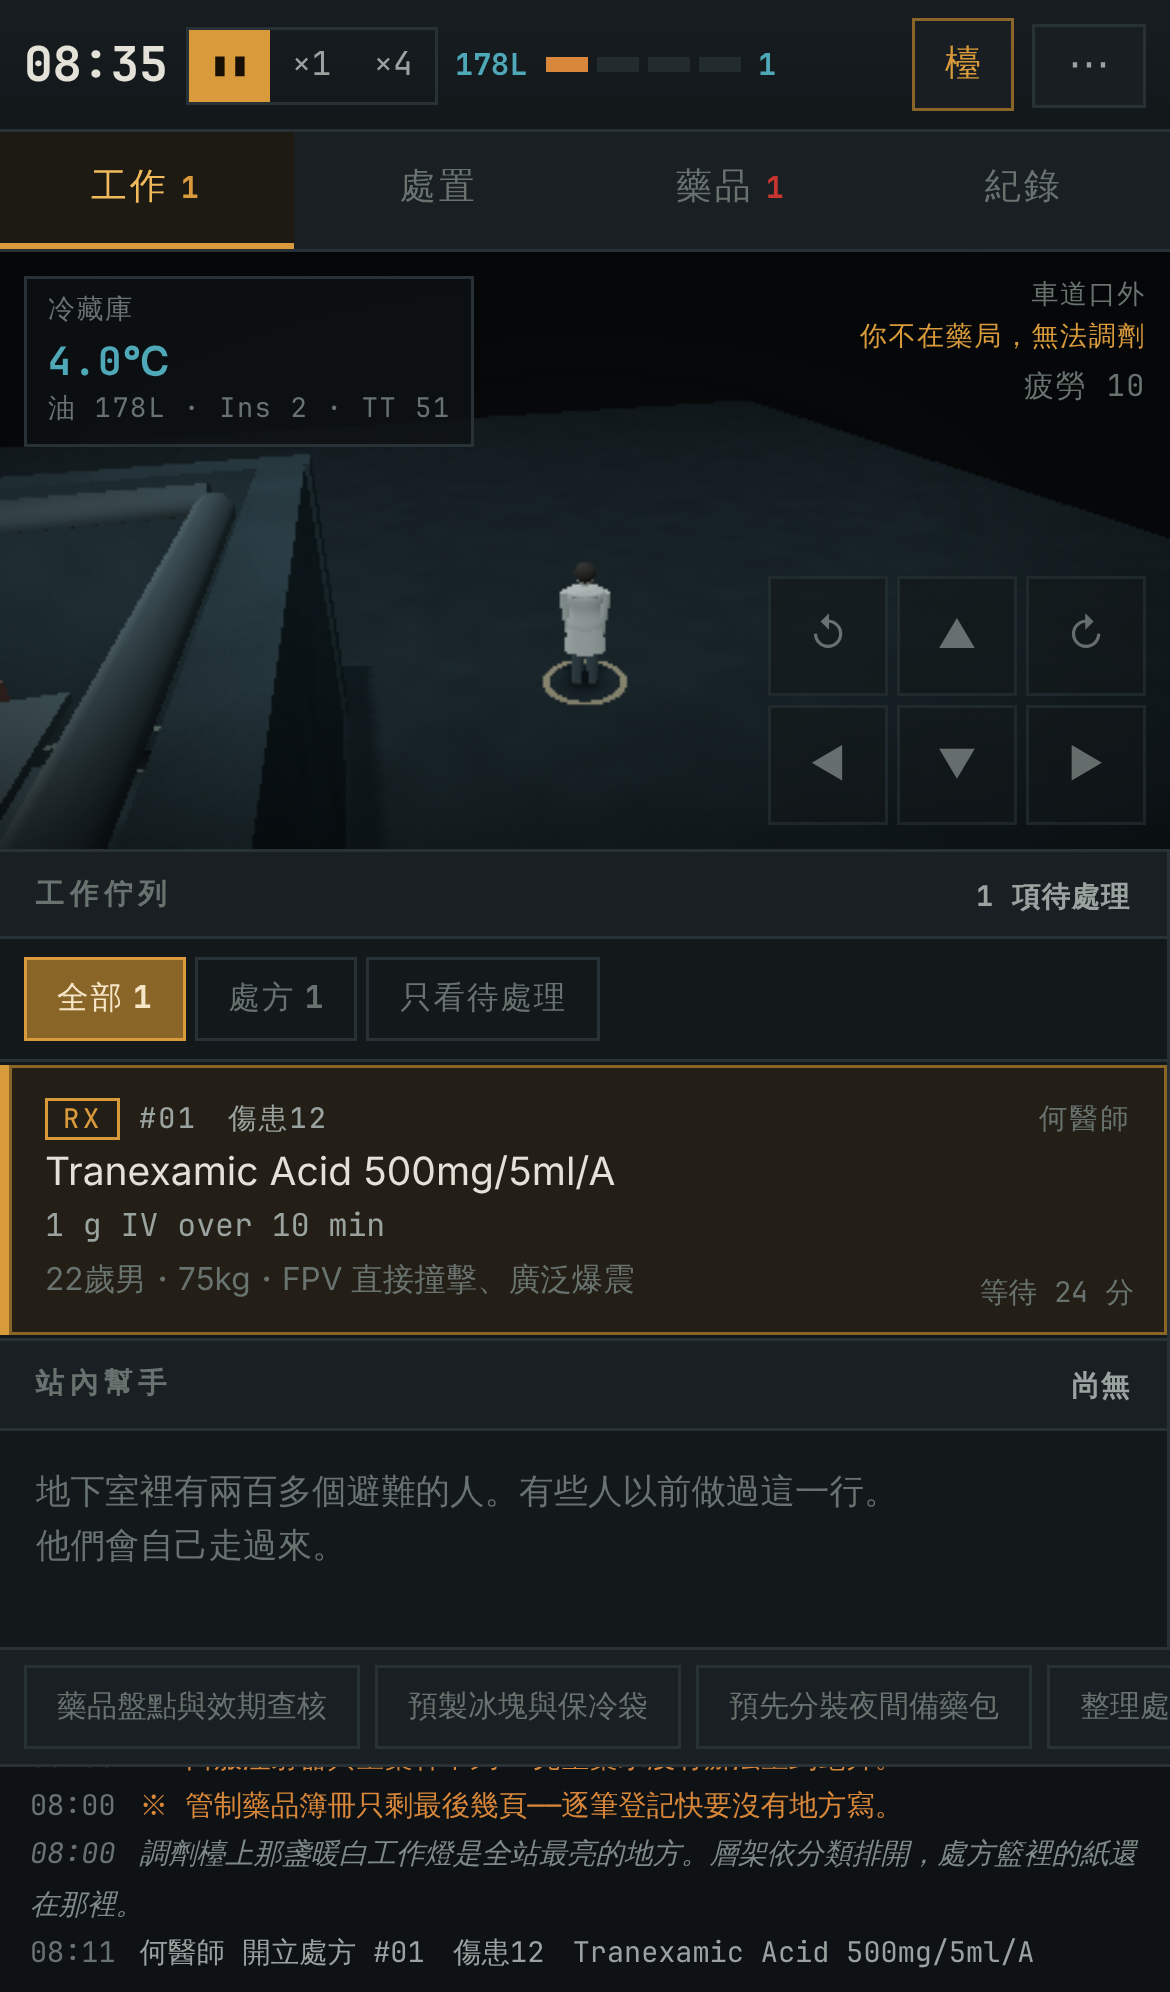 08:35 ×1 ×4 178L 1 檯 ⋯
工作 1 處置 藥品 1 紀錄
冷藏庫
4.0°C
油 178L · Ins 2 · TT 51
車道口外
你不在藥局，無法調劑
疲勞 10
工作佇列 1 項待處理
全部 1 處方 1 只看待處理
RX #01 傷患12 何醫師
Tranexamic Acid 500mg/5ml/A
1 g IV over 10 min
22歲男 · 75kg · FPV 直接撞擊、廣泛爆震
等待 24 分
站內幫手 尚無
地下室裡有兩百多個避難的人。有些人以前做過這一行。
他們會自己走過來。
藥品盤點與效期查核 預製冰塊與保冷袋 預先分裝夜間備藥包 整理處
08:00 ※ 管制藥品簿冊只剩最後幾頁──逐筆登記快要沒有地方寫。
08:00 調劑檯上那盞暖白工作燈是全站最亮的地方。層架依分類排開，處方籃裡的紙還
在那裡。
08:11 何醫師 開立處方 #01 傷患12 Tranexamic Acid 500mg/5ml/A